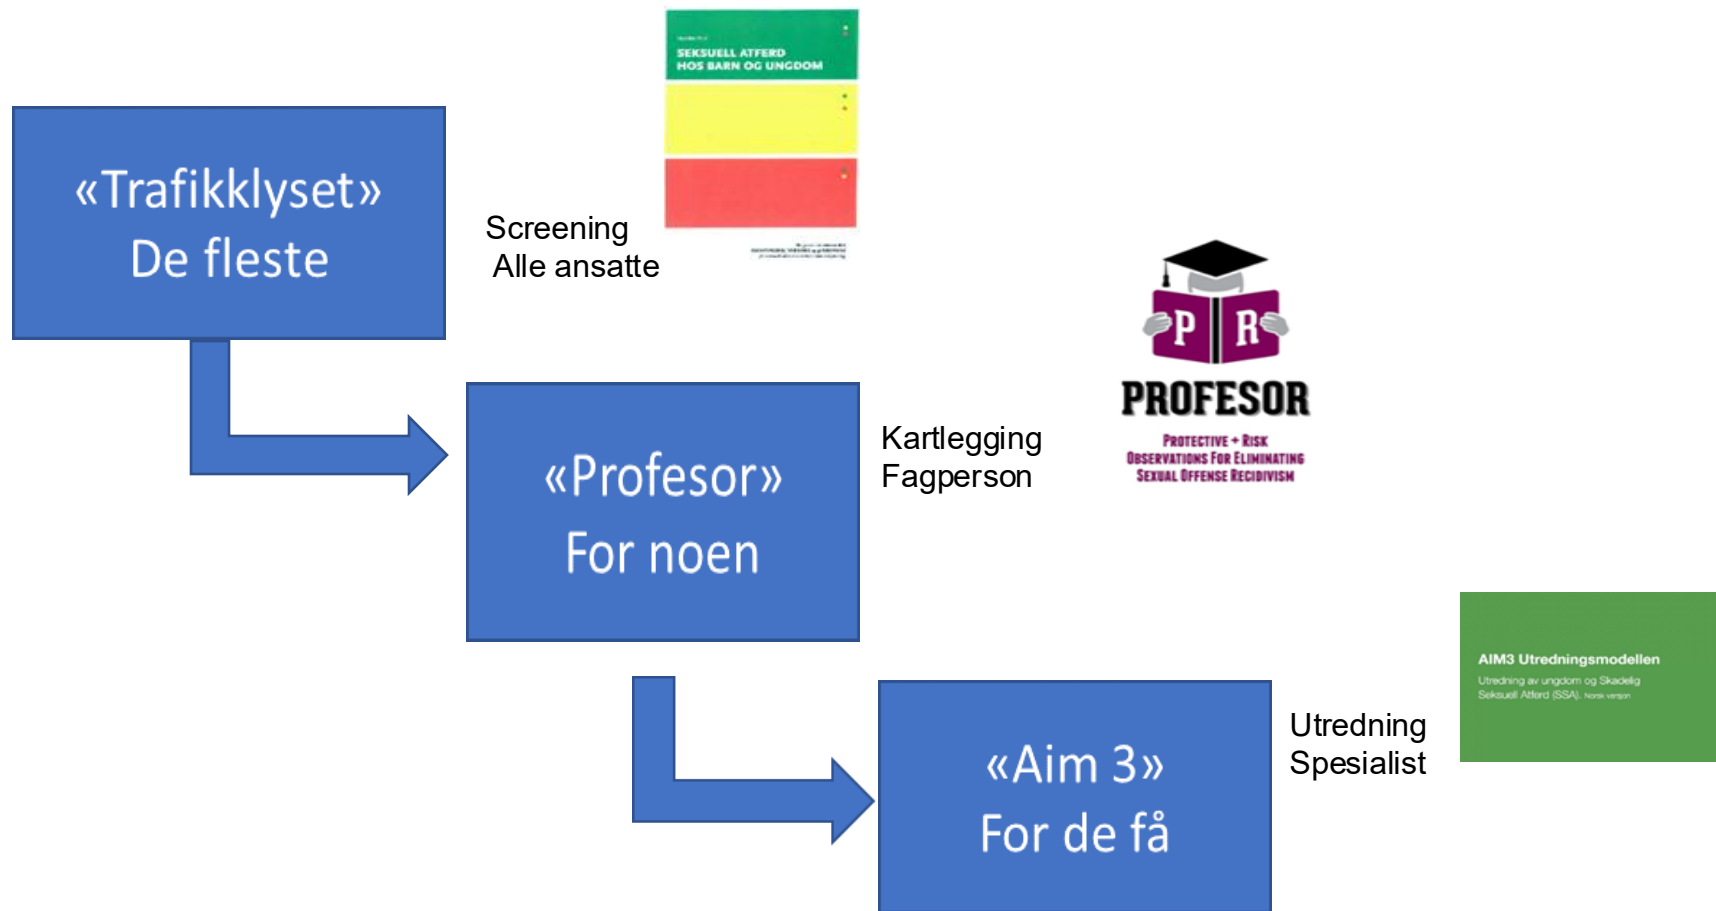 SEKSUELL ATFERD
HOS BARN OG UNGDOM
«Trafikklyset»
De fleste
Screening
Alle ansatte
P R
PROFESOR
PROTECTIVE + RISK
OBSERVATIONS FOR ELIMINATING
SEXUAL OFFENSE RECIDIVISM
«Profesor»
For noen
Kartlegging
Fagperson
AIM3 Utredningsmodellen
Utredning av ungdom og Skadelig
Seksuell Atferd (SSA). Norsk versjon
«Aim 3»
For de få
Utredning
Spesialist